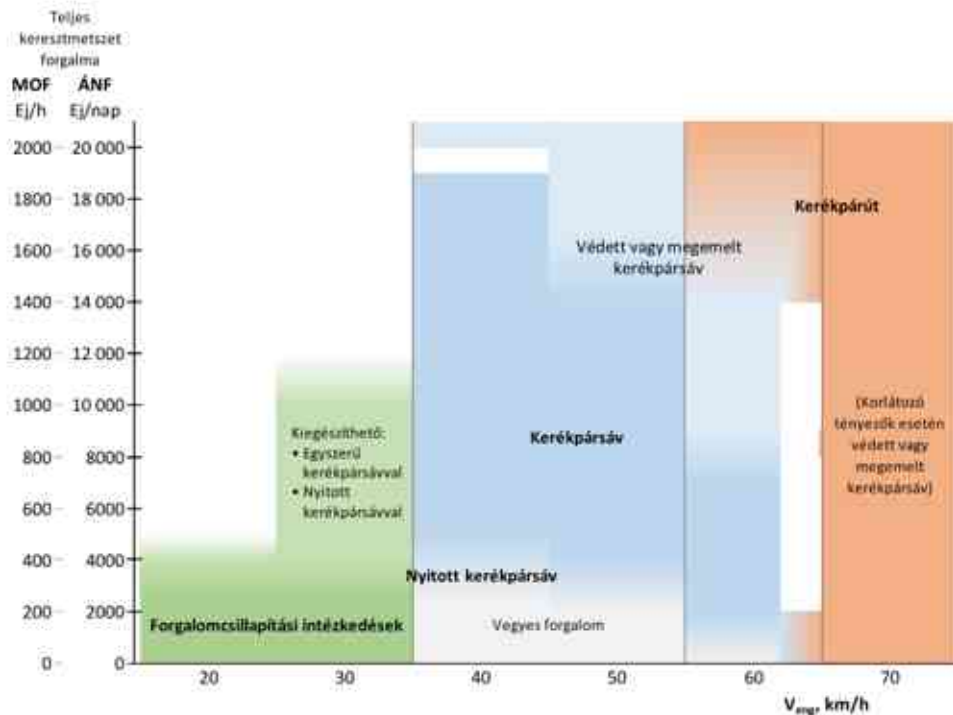 Teljes
keresztmetszet
forgalma
MOF ÁNF
Ej/h Ej/nap
2000 20 000
1800 18 000
1600 16 000
1400 14 000
1200 12 000
1000 10 000
800 8000
600 6000
400 4000
200 2000
0 0
Kerékpárút
Védett vagy megemelt
kerékpársáv
(Korlátozó
tényezők esetén
védett vagy
megemelt
kerékpársáv)
Kiegészíthető:
• Egyszerű
kerékpársávval
• Nyitott
kerékpársávval
Kerékpársáv
Nyitott kerékpársáv
Forgalomcsillapítási intézkedések
Vegyes forgalom
20 30 40 50 60 70
Veng, km/h